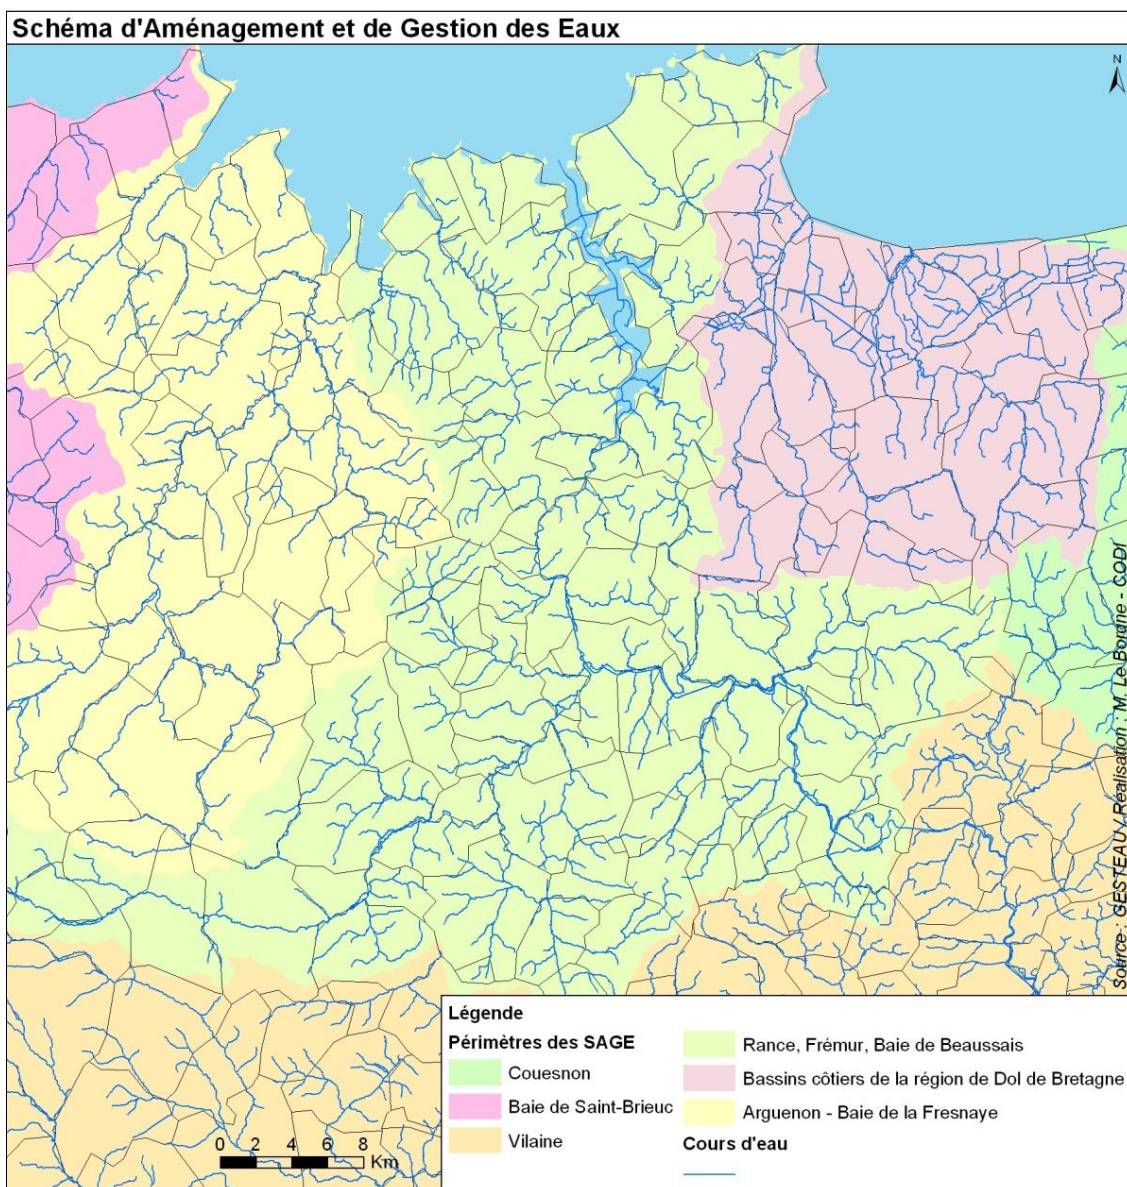 Schéma d'Aménagement et de Gestion des Eaux
N
Source : GESTEAU / Réalisation : M. Le Borgne - CODI
Légende
Périmètres des SAGE
Couesnon
Baie de Saint-Brieuc
Vilaine
Rance, Frémur, Baie de Beaussais
Bassins côtiers de la région de Dol de Bretagne
Arguenon - Baie de la Fresnaye
Cours d'eau
0 2 4 6 8
Km